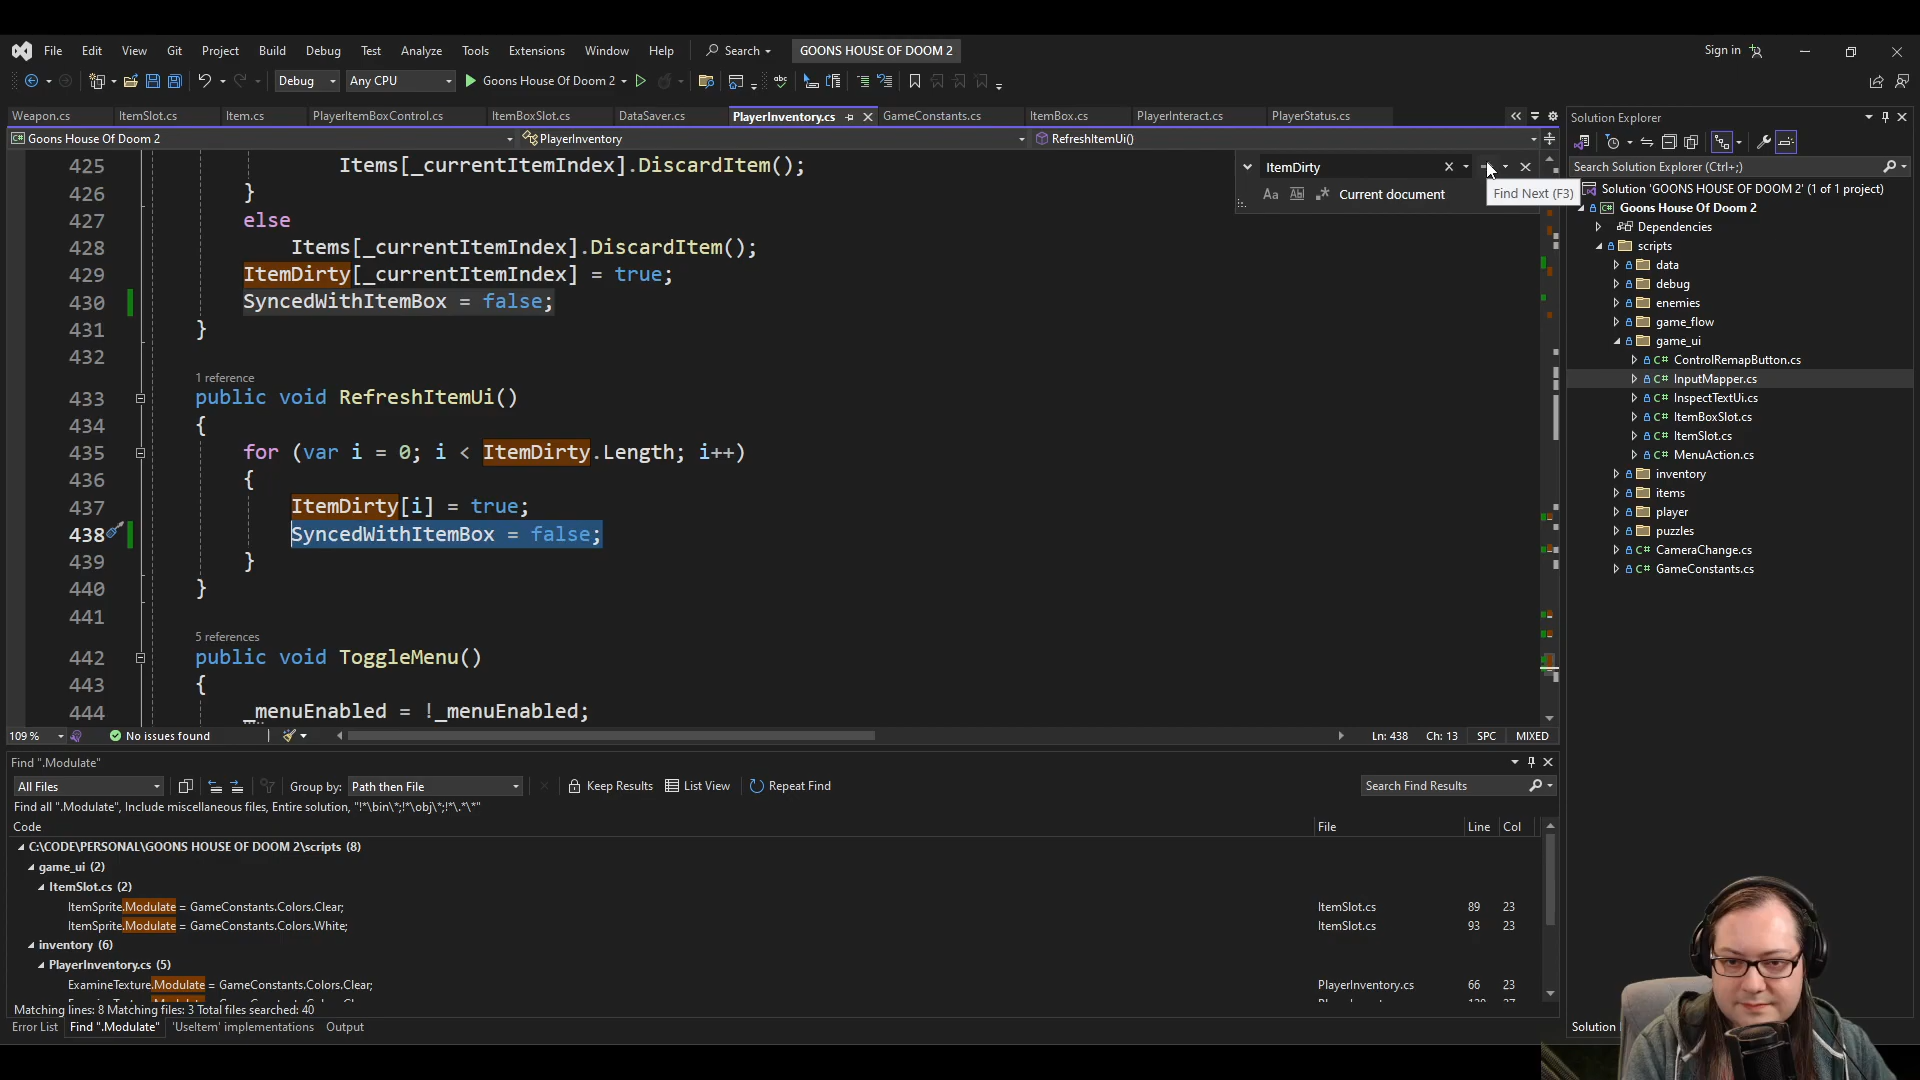 File Edit View Git Project Build Debug Test Analyze Tools Extensions Window Help Search GOONS HOUSE OF DOOM 2 Sign in
Debug Any CPU Goons House Of Doom 2
Weapon.cs ItemSlot.cs Item.cs PlayerItemBoxControl.cs ItemBoxSlot.cs DataSaver.cs PlayerInventory.cs GameConstants.cs ItemBox.cs PlayerInteract.cs PlayerStatus.cs
Goons House Of Doom 2 PlayerInventory RefreshItemUi()
425 Items[_currentItemIndex].DiscardItem();
426 }
427 else
428 Items[_currentItemIndex].DiscardItem();
429 ItemDirty[_currentItemIndex] = true;
430 SyncedWithItemBox = false;
431 }
432
1 reference
433 public void RefreshItemUi()
434 {
435 for (var i = 0; i < ItemDirty.Length; i++)
436 {
437 ItemDirty[i] = true;
438 SyncedWithItemBox = false;
439 }
440 }
441
5 references
442 public void ToggleMenu()
443 {
444 _menuEnabled = !_menuEnabled;
ItemDirty
Aa Current document
Find Next (F3)
109 % No issues found Ln: 438 Ch: 13 SPC MIXED
Find ".Modulate"
All Files Group by: Path then File Keep Results List View Repeat Find Search Find Results
Find all ".Modulate", Include miscellaneous files, Entire solution, "!*\bin\*;!*\obj\*;!*\.*\*"
Code File Line Col
C:\CODE\PERSONAL\GOONS HOUSE OF DOOM 2\scripts (8)
game_ui (2)
ItemSlot.cs (2)
ItemSprite.Modulate = GameConstants.Colors.Clear; ItemSlot.cs 89 23
ItemSprite.Modulate = GameConstants.Colors.White; ItemSlot.cs 93 23
inventory (6)
PlayerInventory.cs (5)
ExamineTexture.Modulate = GameConstants.Colors.Clear; PlayerInventory.cs 66 23
Matching lines: 8 Matching files: 3 Total files searched: 40
Error List Find ".Modulate" 'UseItem' implementations Output
Solution Explorer
Search Solution Explorer (Ctrl+;)
Solution 'GOONS HOUSE OF DOOM 2' (1 of 1 project)
Goons House Of Doom 2
Dependencies
scripts
data
debug
enemies
game_flow
game_ui
C# ControlRemapButton.cs
C# InputMapper.cs
C# InspectTextUi.cs
C# ItemBoxSlot.cs
C# ItemSlot.cs
C# MenuAction.cs
inventory
items
player
puzzles
C# CameraChange.cs
C# GameConstants.cs
Solution